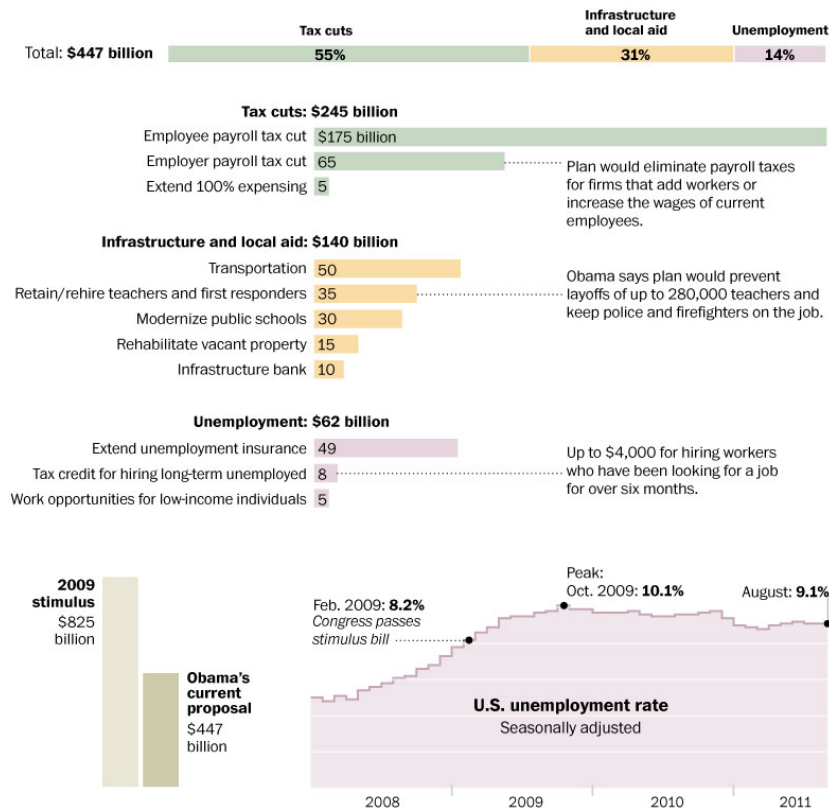 Tax cuts
Infrastructure
and local aid
Unemployment
Total: $447 billion
55%
31%
14%
Tax cuts: $245 billion
Employee payroll tax cut
$175 billion
Employer payroll tax cut
65
Extend 100% expensing
5
Plan would eliminate payroll taxes
for firms that add workers or
increase the wages of current
employees.
Infrastructure and local aid: $140 billion
Transportation
50
Retain/rehire teachers and first responders
35
Modernize public schools
30
Rehabilitate vacant property
15
Infrastructure bank
10
Obama says plan would prevent
layoffs of up to 280,000 teachers and
keep police and firefighters on the job.
Unemployment: $62 billion
Extend unemployment insurance
49
Tax credit for hiring long-term unemployed
8
Work opportunities for low-income individuals
5
Up to $4,000 for hiring workers
who have been looking for a job
for over six months.
2009
stimulus
$825
billion
Obama's
current
proposal
$447
billion
Feb. 2009: 8.2%
Congress passes
stimulus bill
Peak:
Oct. 2009: 10.1%
August: 9.1%
U.S. unemployment rate
Seasonally adjusted
2008
2009
2010
2011